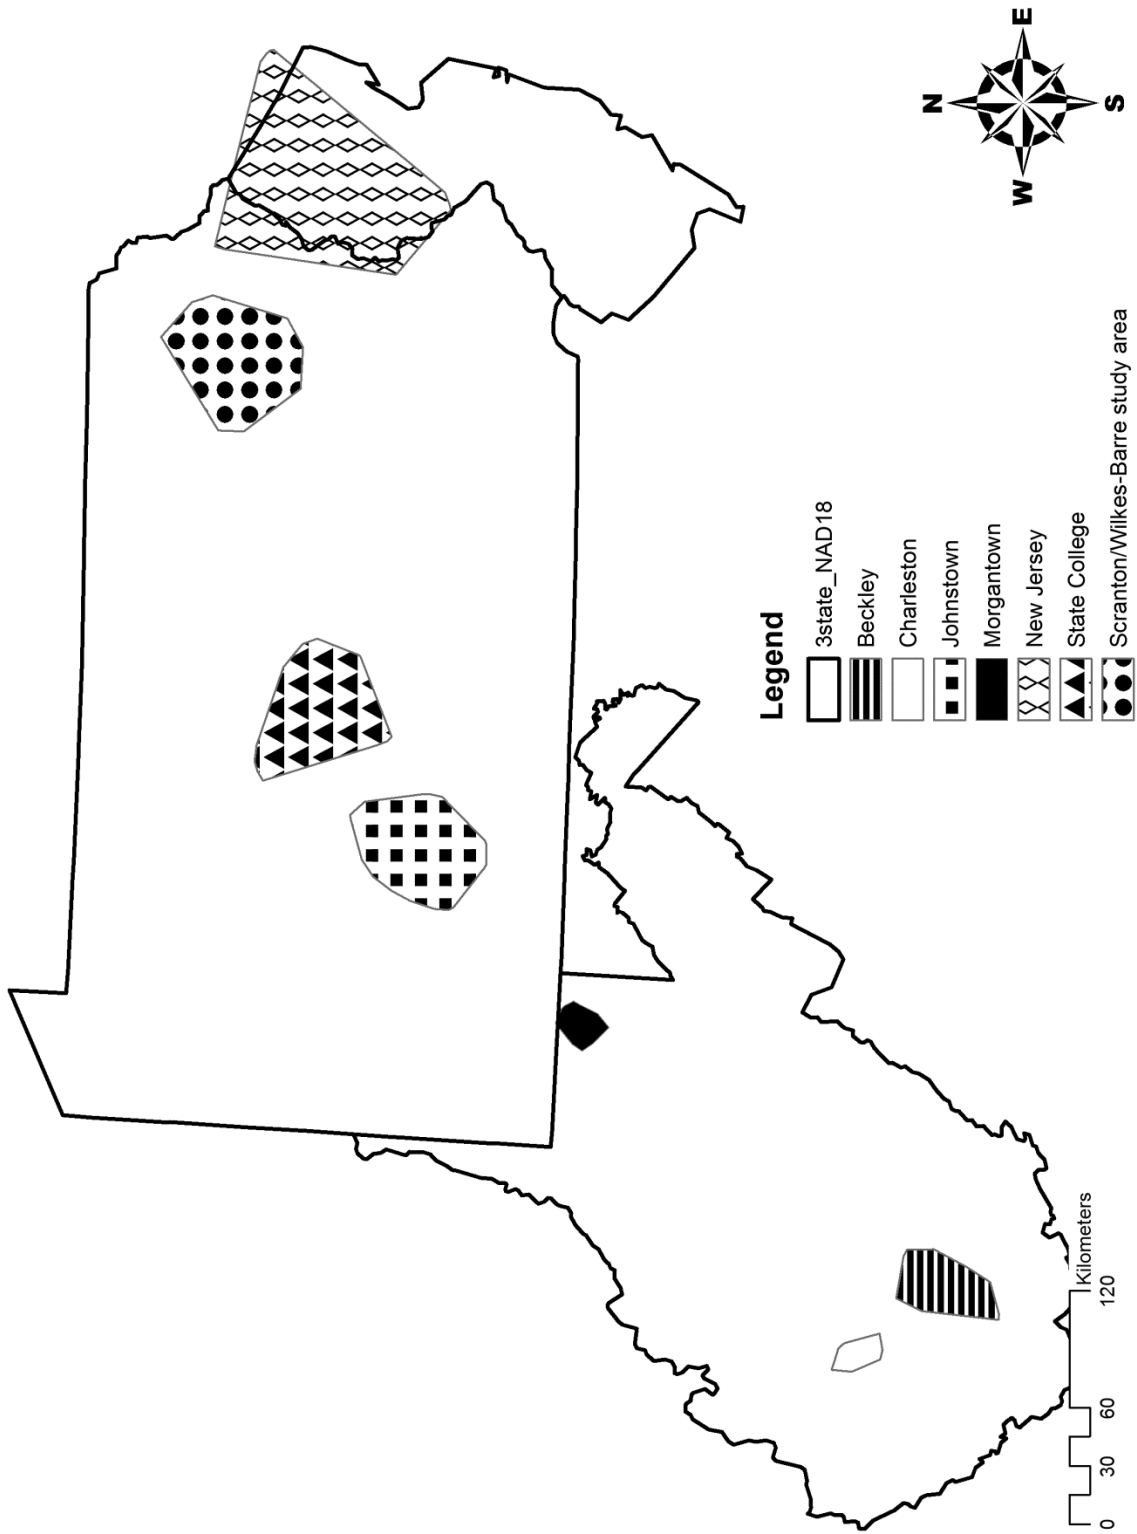 N
W
E
S
Legend
3state_NAD18
Beckley
Charleston
Johnstown
Morgantown
New Jersey
State College
Scranton/Wilkes-Barre study area
Kilometers
0 30 60 120